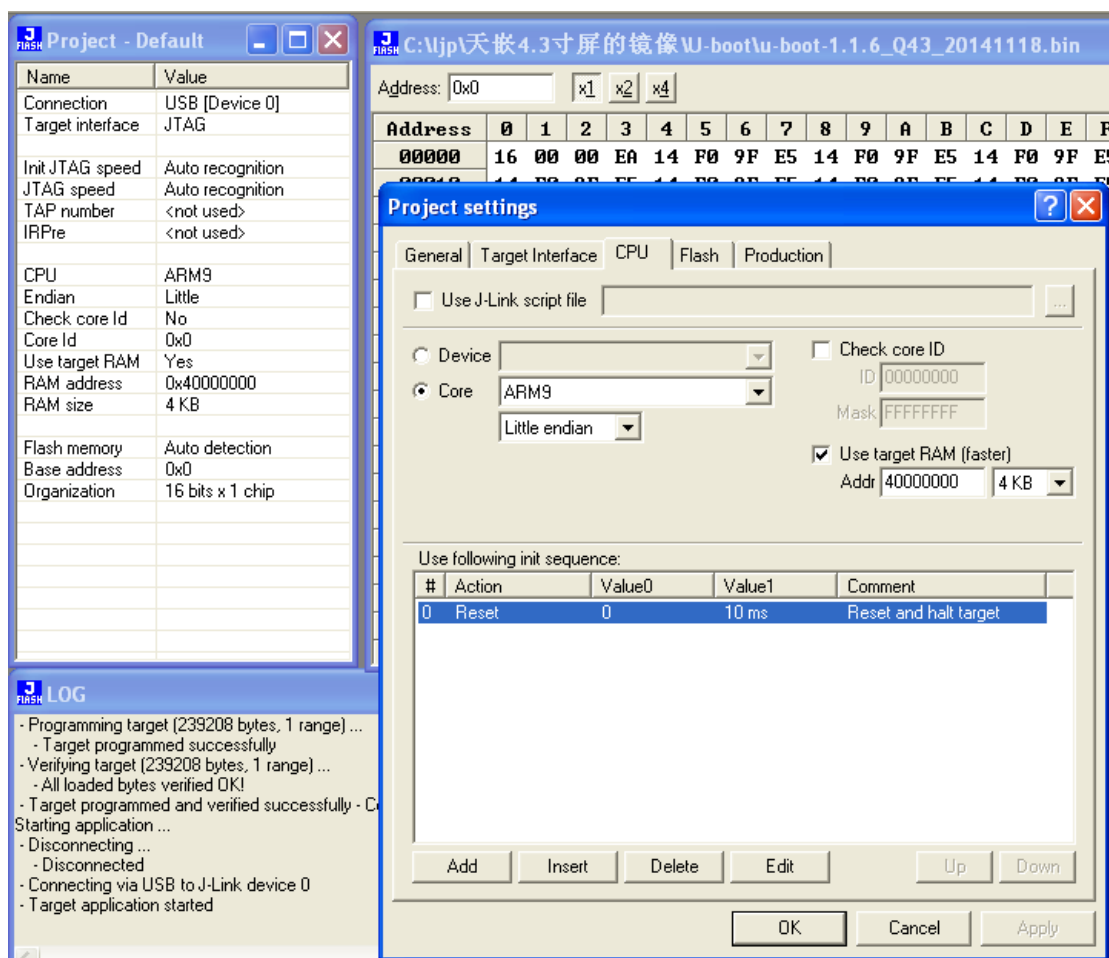 J FLASH Project - Default
Name Value
Connection USB [Device 0]
Target interface JTAG
Init JTAG speed Auto recognition
JTAG speed Auto recognition
TAP number <not used>
IRPre <not used>
CPU ARM9
Endian Little
Check core Id No
Core Id 0x0
Use target RAM Yes
RAM address 0x40000000
RAM size 4 KB
Flash memory Auto detection
Base address 0x0
Organization 16 bits x 1 chip
J FLASH C:\ljp\天嵌4.3寸屏的镜像\U-boot\u-boot-1.1.6_Q43_20141118.bin
Address: 0x0 x1 x2 x4
Address 0 1 2 3 4 5 6 7 8 9 A B C D E F
00000 16 00 00 EA 14 F0 9F E5 14 F0 9F E5 14 F0 9F E5
Project settings
General Target Interface CPU Flash Production
Use J-Link script file ...
Device
Core ARM9
Little endian
Check core ID
ID 00000000
Mask FFFFFFFF
Use target RAM (faster)
Addr 40000000 4 KB
Use following init sequence:
# Action Value0 Value1 Comment
0 Reset 0 10 ms Reset and halt target
Add Insert Delete Edit Up Down
OK Cancel Apply
J FLASH LOG
- Programming target (239208 bytes, 1 range) ...
- Target programmed successfully
- Verifying target (239208 bytes, 1 range) ...
- All loaded bytes verified OK!
- Target programmed and verified successfully - C
Starting application ...
- Disconnecting ...
- Disconnected
- Connecting via USB to J-Link device 0
- Target application started